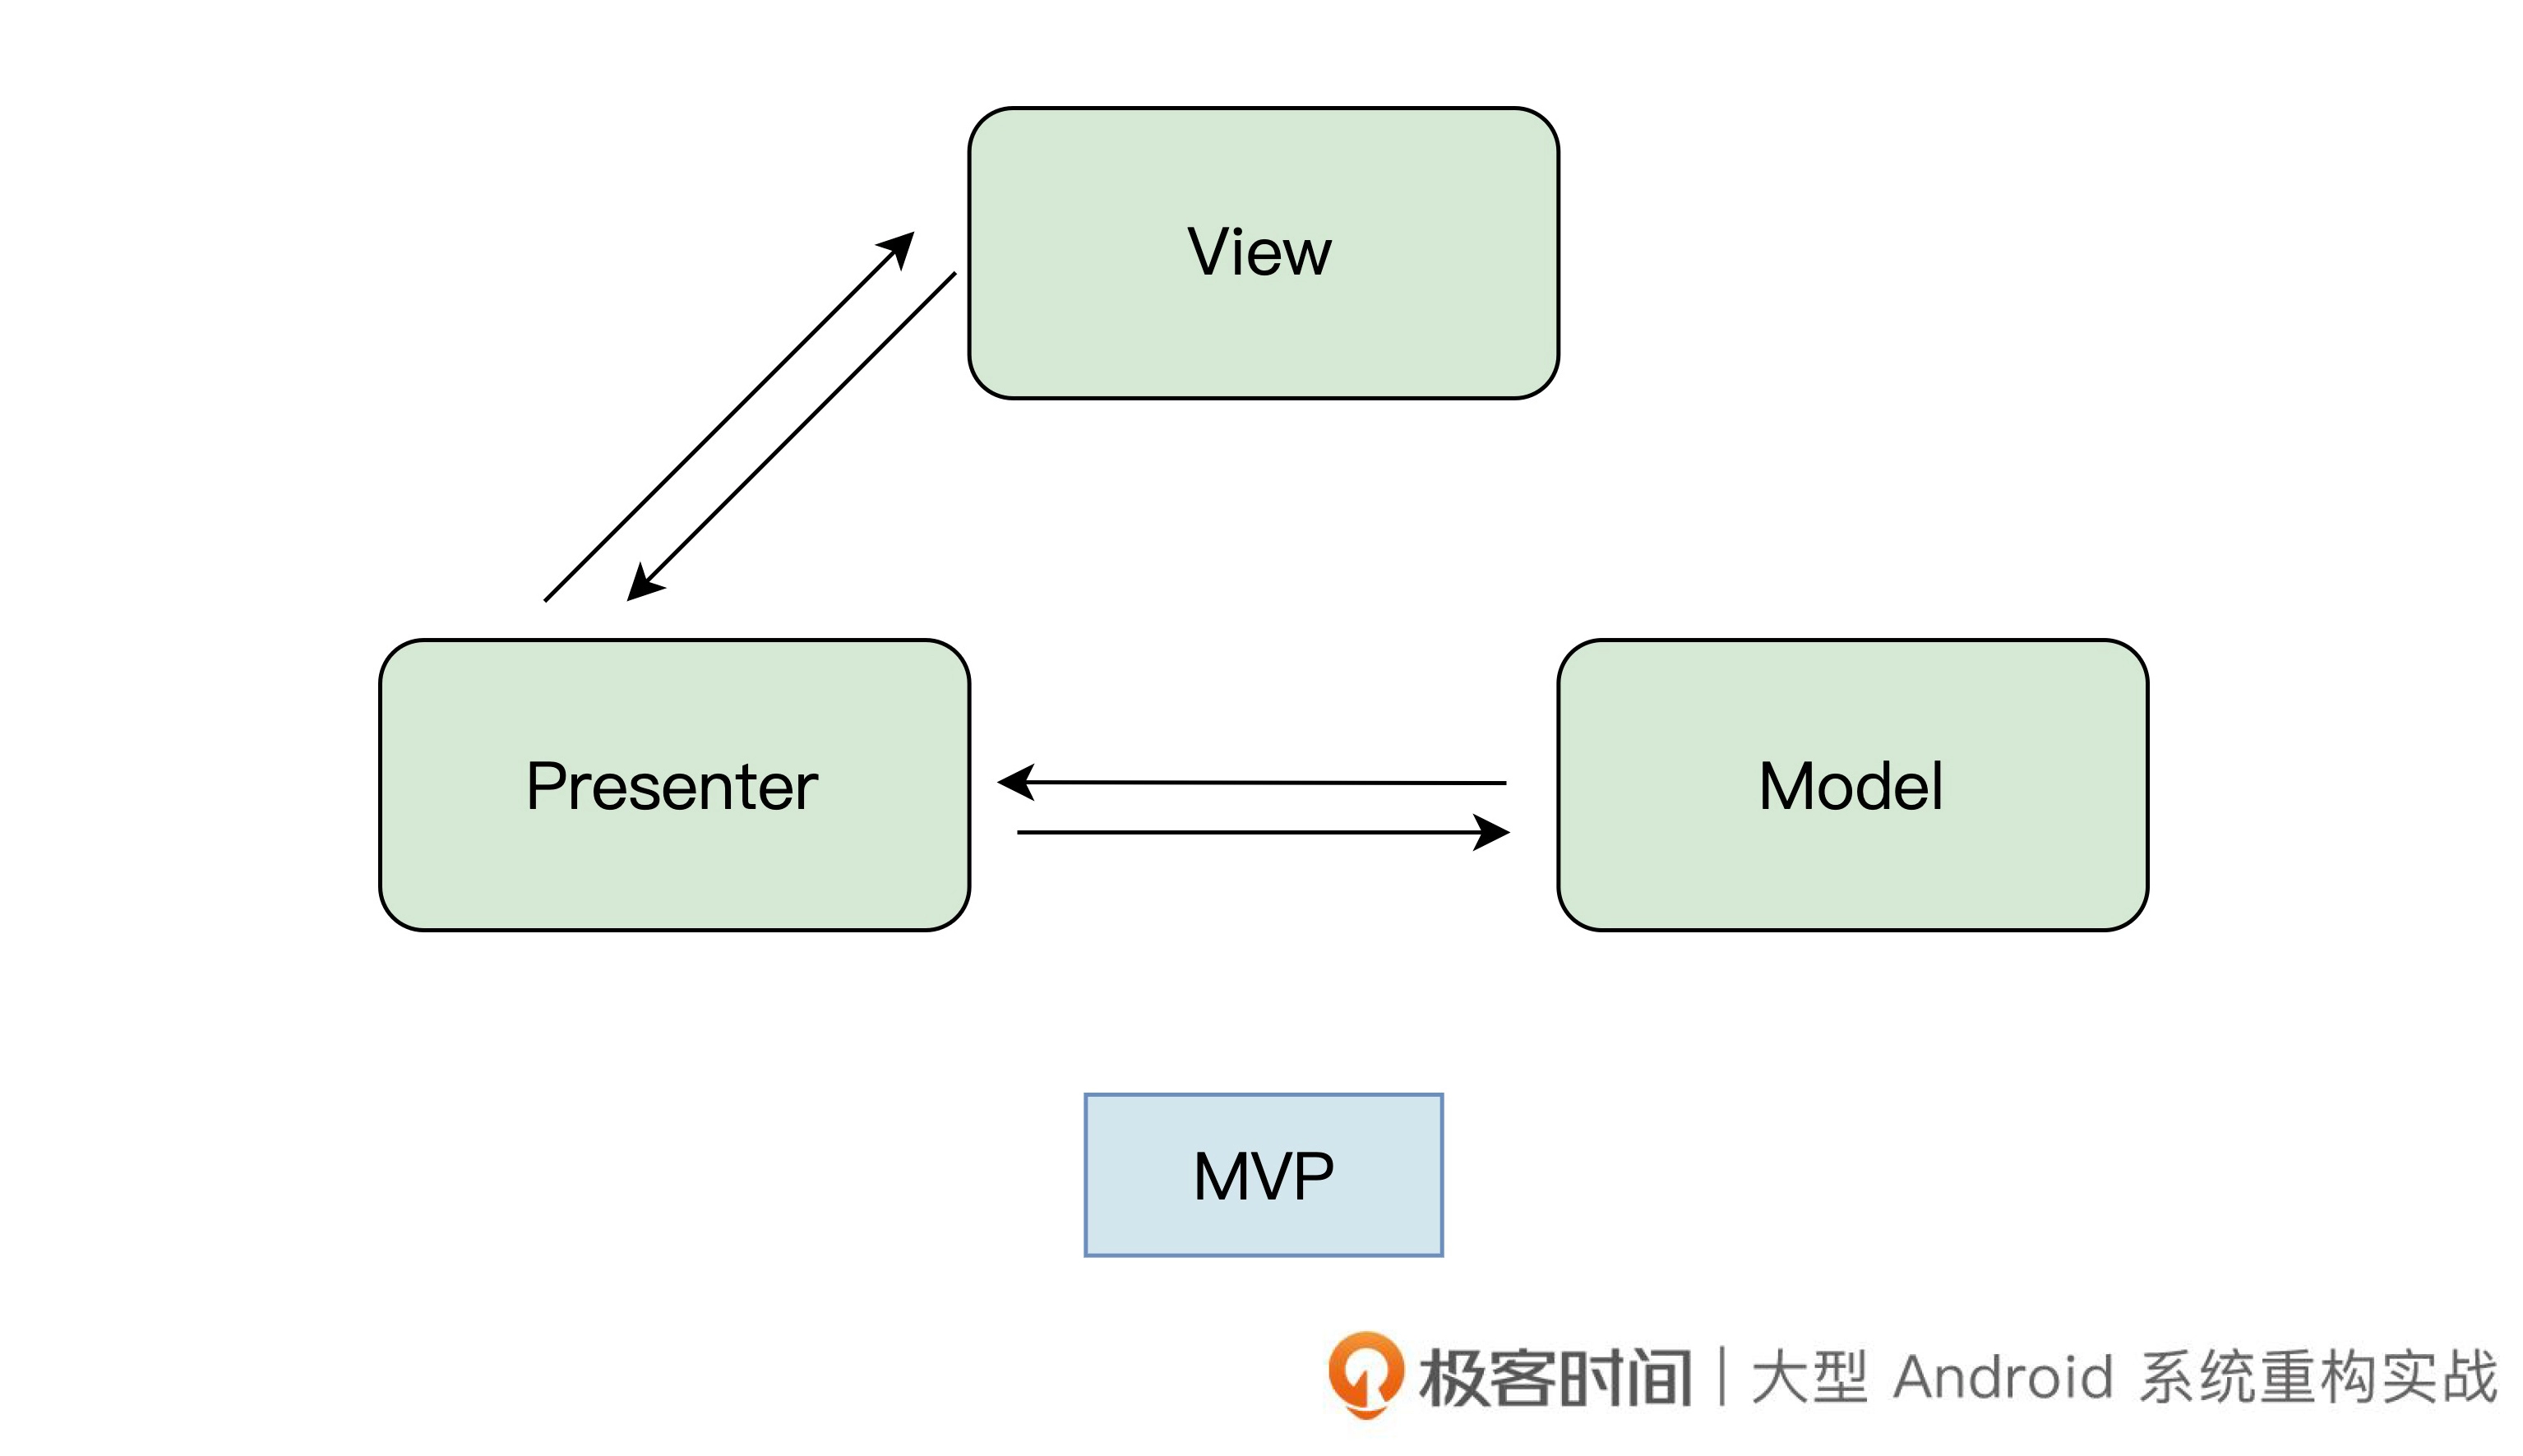 View
Presenter
Model
MVP
极客时间 | 大型 Android 系统重构实战